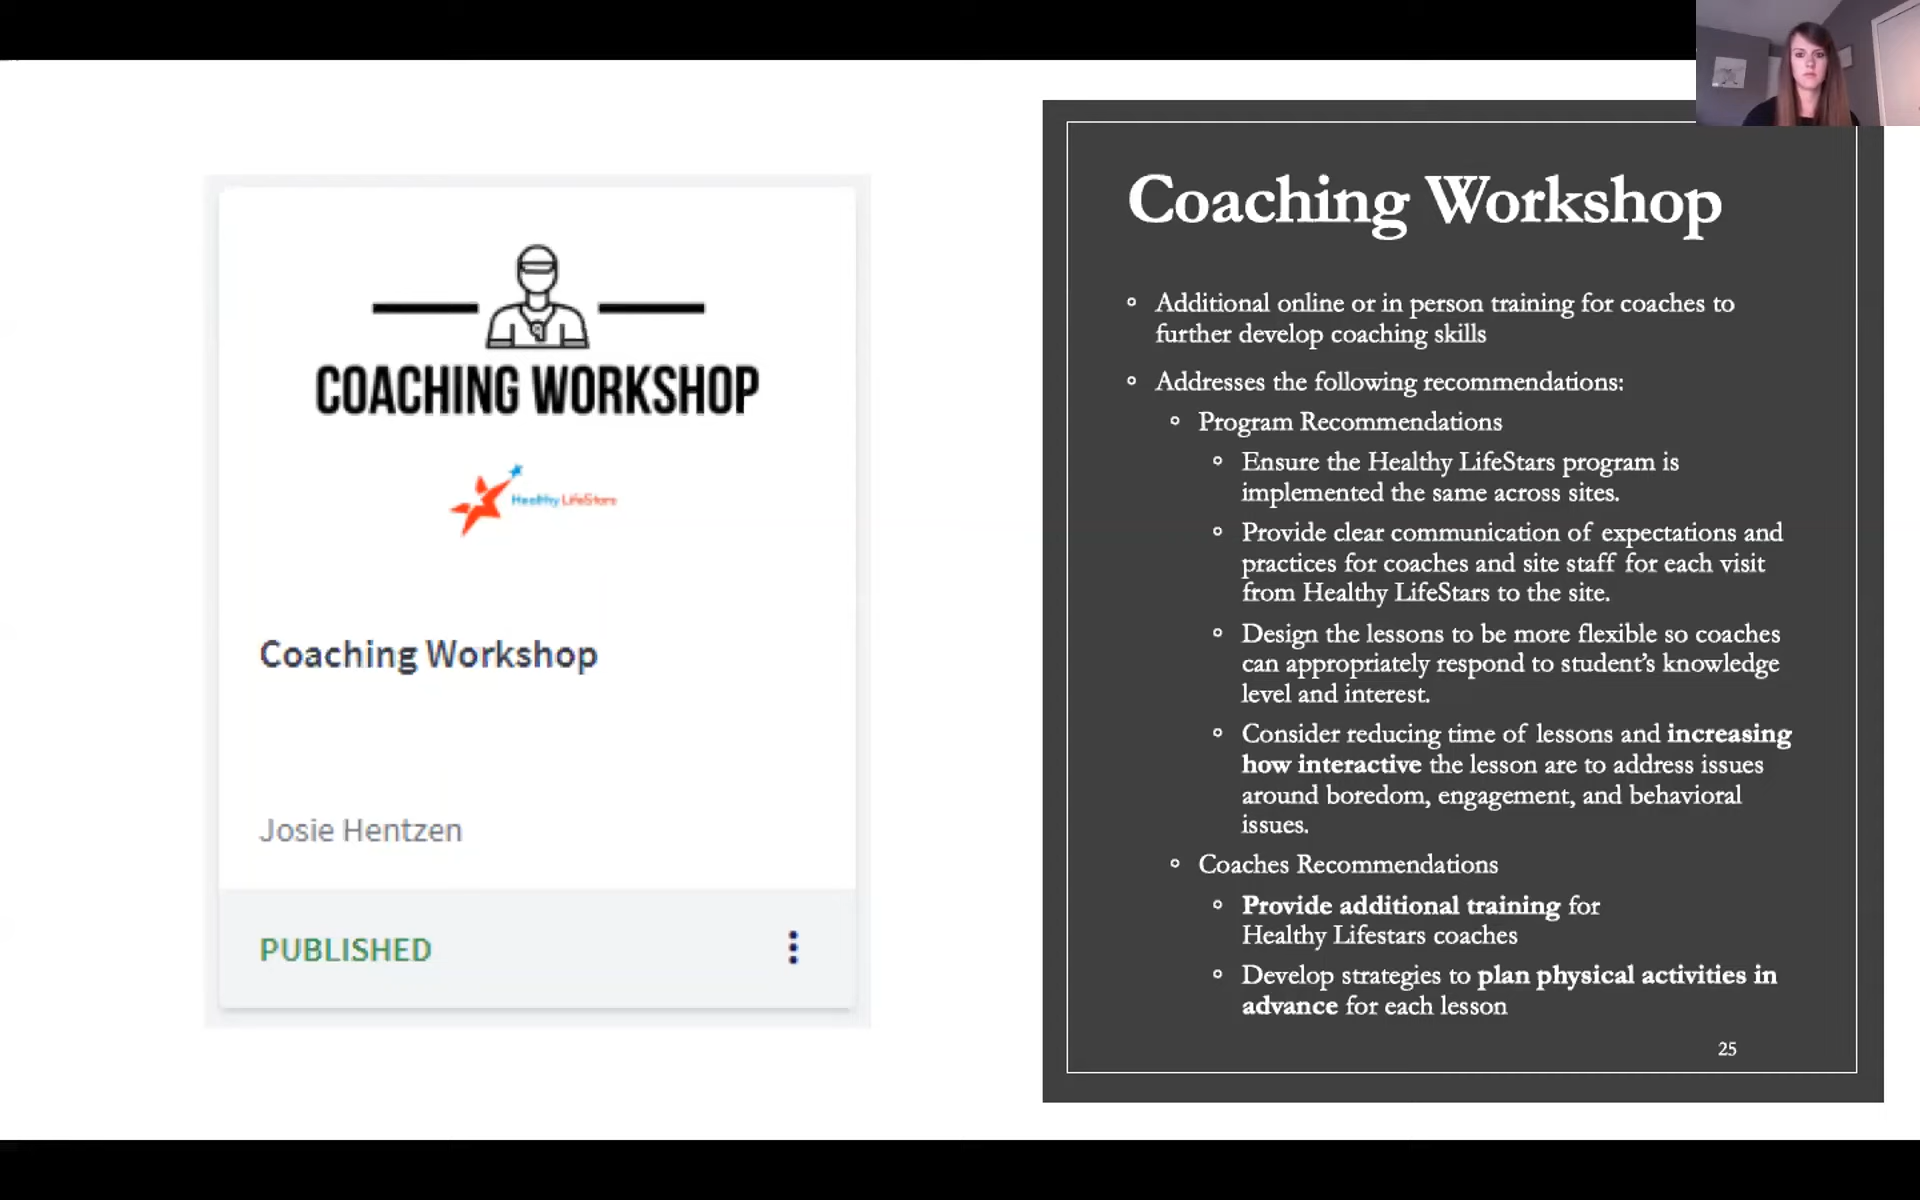 COACHING WORKSHOP
Healthy LifeStars
Coaching Workshop
Josie Hentzen
PUBLISHED
Coaching Workshop
Additional online or in person training for coaches to
further develop coaching skills
Addresses the following recommendations:
Program Recommendations
Ensure the Healthy LifeStars program is
implemented the same across sites.
Provide clear communication of expectations and
practices for coaches and site staff for each visit
from Healthy LifeStars to the site.
Design the lessons to be more flexible so coaches
can appropriately respond to student’s knowledge
level and interest.
Consider reducing time of lessons and increasing
how interactive the lesson are to address issues
around boredom, engagement, and behavioral
issues.
Coaches Recommendations
Provide additional training for
Healthy Lifestars coaches
Develop strategies to plan physical activities in
advance for each lesson
25